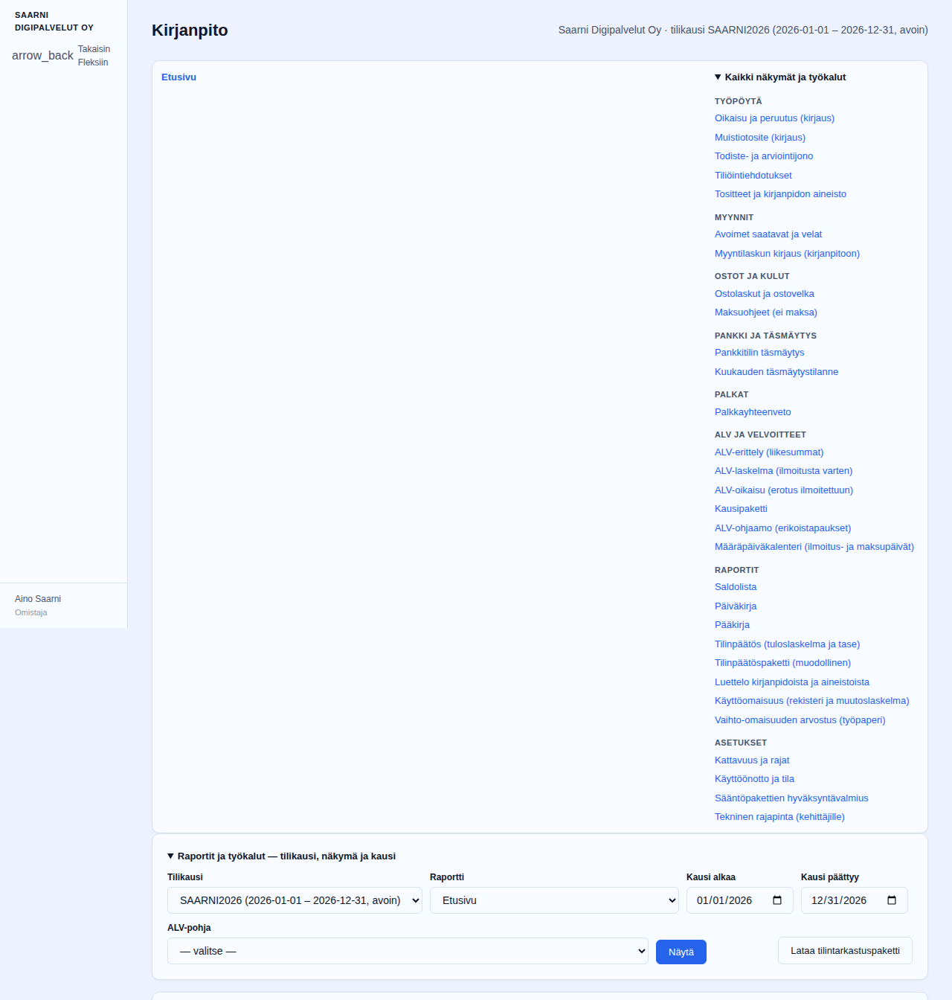 SAARNI
DIGIPALVELUT OY
arrow_back
Takaisin
Fleksiin
Aino Saarni
Omistaja
Kirjanpito
Saarni Digipalvelut Oy · tilikausi SAARNI2026 (2026-01-01 – 2026-12-31, avoin)
Etusivu
▼ Kaikki näkymät ja työkalut
TYÖPÖYTÄ
Oikaisu ja peruutus (kirjaus)
Muistiotosite (kirjaus)
Todiste- ja arviointijono
Tiliöintiehdotukset
Tositteet ja kirjanpidon aineisto
MYYNNIT
Avoimet saatavat ja velat
Myyntilaskun kirjaus (kirjanpitoon)
OSTOT JA KULUT
Ostolaskut ja ostovelka
Maksuohjeet (ei maksa)
PANKKI JA TÄSMÄYTYS
Pankkitilin täsmäytys
Kuukauden täsmäytystilanne
PALKAT
Palkkayhteenveto
ALV JA VELVOITTEET
ALV-erittely (liikesummat)
ALV-laskelma (ilmoitusta varten)
ALV-oikaisu (erotus ilmoitettuun)
Kausipaketti
ALV-ohjaamo (erikoistapaukset)
Määräpäiväkalenteri (ilmoitus- ja maksupäivät)
RAPORTIT
Saldolista
Päiväkirja
Pääkirja
Tilinpäätös (tuloslaskelma ja tase)
Tilinpäätöspaketti (muodollinen)
Luettelo kirjanpidoista ja aineistoista
Käyttöomaisuus (rekisteri ja muutoslaskelma)
Vaihto-omaisuuden arvostus (työpaperi)
ASETUKSET
Kattavuus ja rajat
Käyttöönotto ja tila
Sääntöpakettien hyväksyntävalmius
Tekninen rajapinta (kehittäjille)
▼ Raportit ja työkalut — tilikausi, näkymä ja kausi
Tilikausi
SAARNI2026 (2026-01-01 – 2026-12-31, avoin)
Raportti
Etusivu
Kausi alkaa
01/01/2026
Kausi päättyy
12/31/2026
ALV-pohja
— valitse —
Näytä
Lataa tilintarkastuspaketti